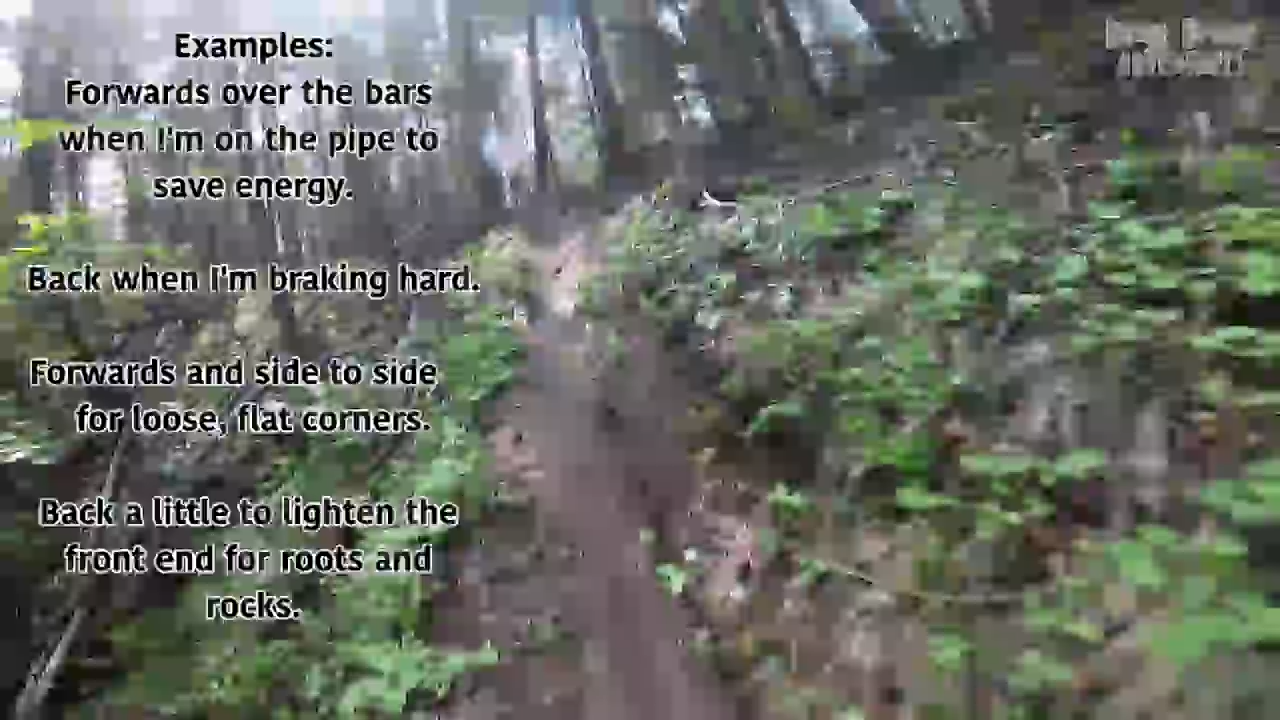 Examples:
Forwards over the bars
when I'm on the pipe to
save energy.
Back when I'm braking hard.
Forwards and side to side
for loose, flat corners.
Back a little to lighten the
front end for roots and
rocks.